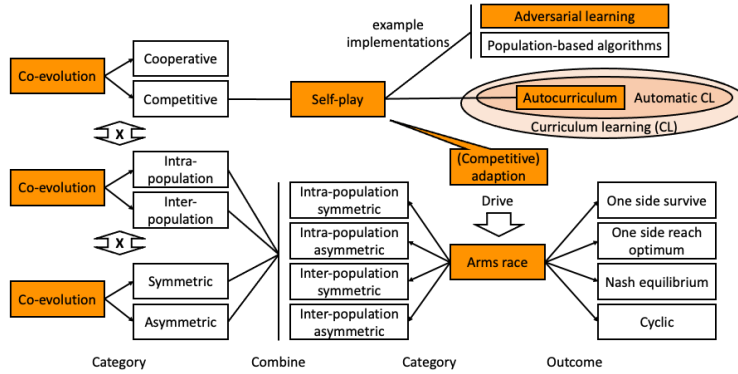 example
implementations
Adversarial learning
Population-based algorithms
Co-evolution
Cooperative
Competitive
Self-play
Autocurriculum
Automatic CL
Curriculum learning (CL)
X
(Competitive)
adaption
Co-evolution
Intra-
population
Inter-
population
X
Co-evolution
Symmetric
Asymmetric
Intra-population
symmetric
Intra-population
asymmetric
Inter-population
symmetric
Inter-population
asymmetric
Drive
Arms race
One side survive
One side reach
optimum
Nash equilibrium
Cyclic
Category
Combine
Category
Outcome